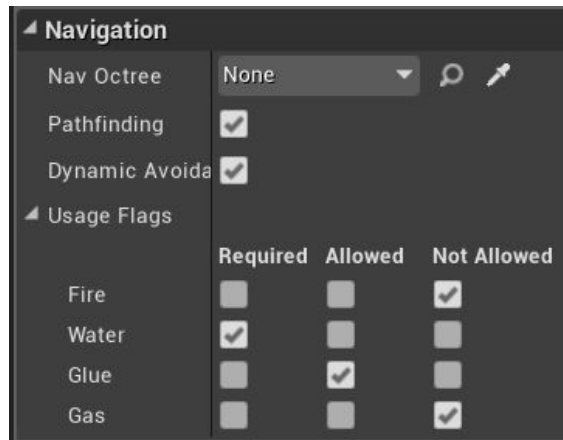 Navigation
Nav Octree None
Pathfinding
Dynamic Avoida
Usage Flags
Required Allowed Not Allowed
Fire
Water
Glue
Gas